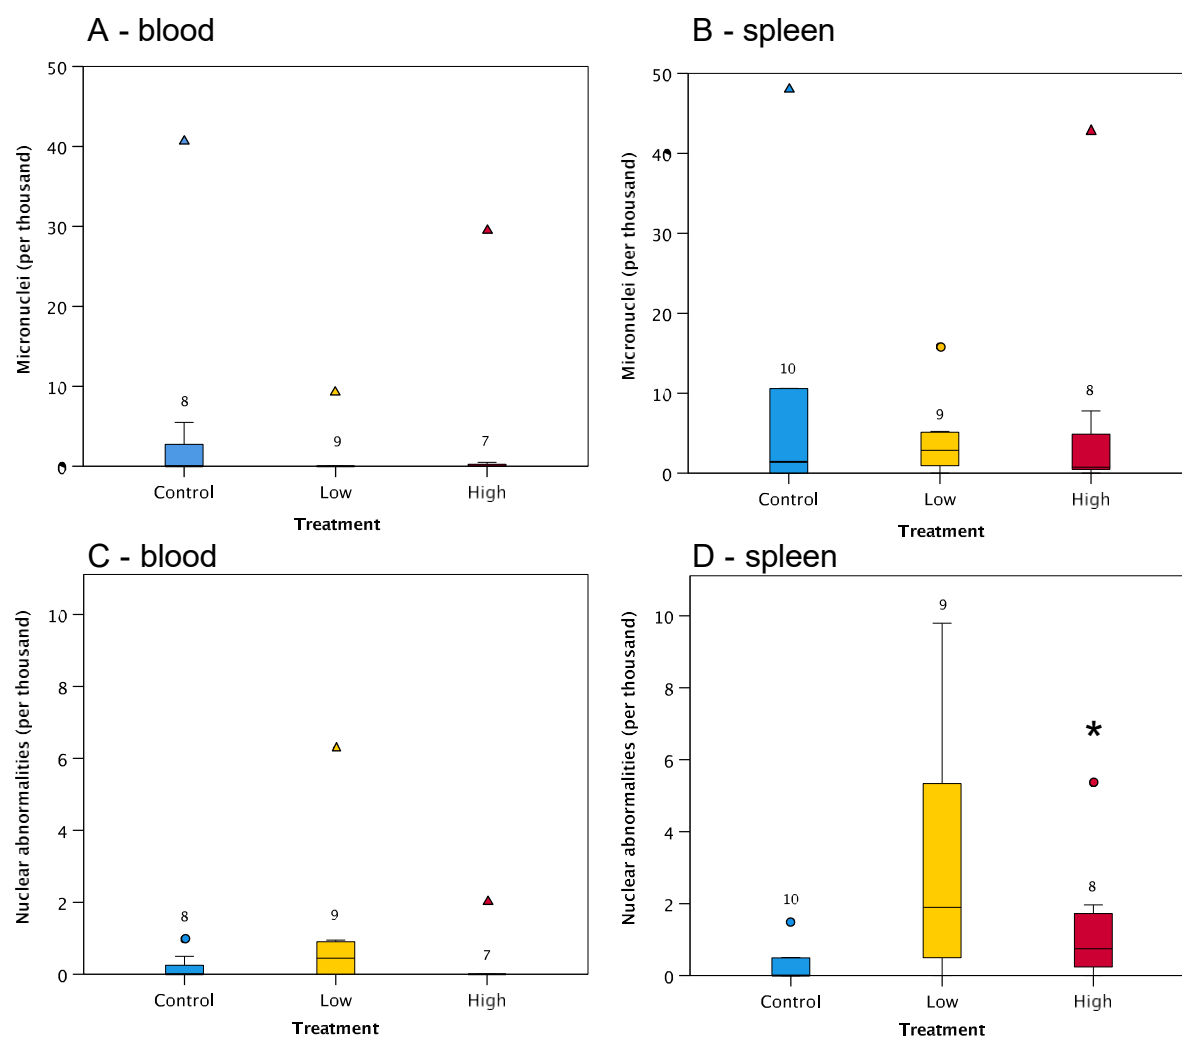 A - blood
50
40
30
20
10
0
Micronuclei (per thousand)
8
9
7
Control Low High
Treatment
B - spleen
50
40
30
20
10
0
Micronuclei (per thousand)
10
9
8
Control Low High
Treatment
C - blood
10
8
6
4
2
0
Nuclear abnormalities (per thousand)
8
9
7
Control Low High
Treatment
D - spleen
10
8
6
4
2
0
Nuclear abnormalities (per thousand)
10
9
*
8
Control Low High
Treatment